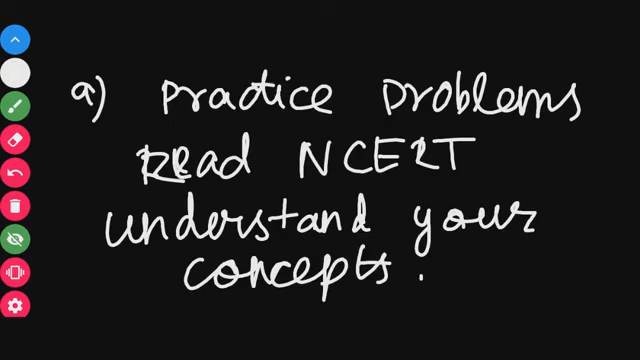 a) Practice Problems
Read NCERT
understand your
concepts.